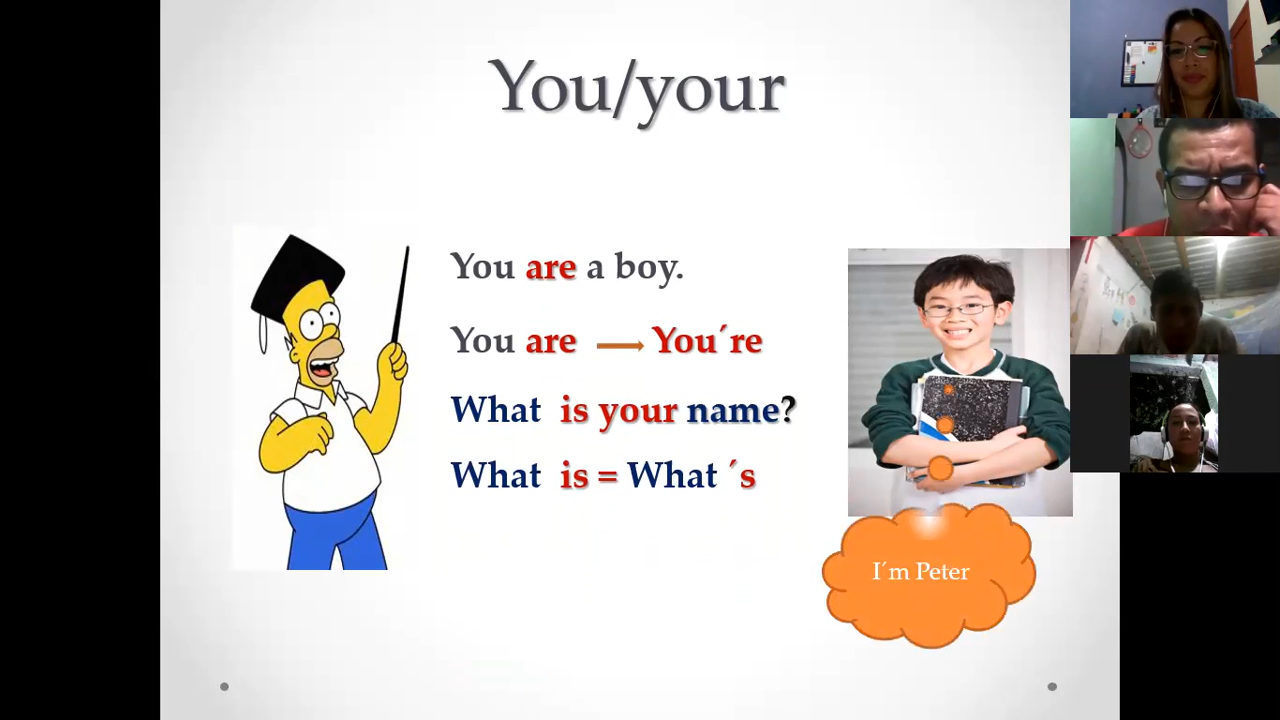 You/your
You are a boy.
You are You´re
What is your name?
What is = What ´s
I´m Peter